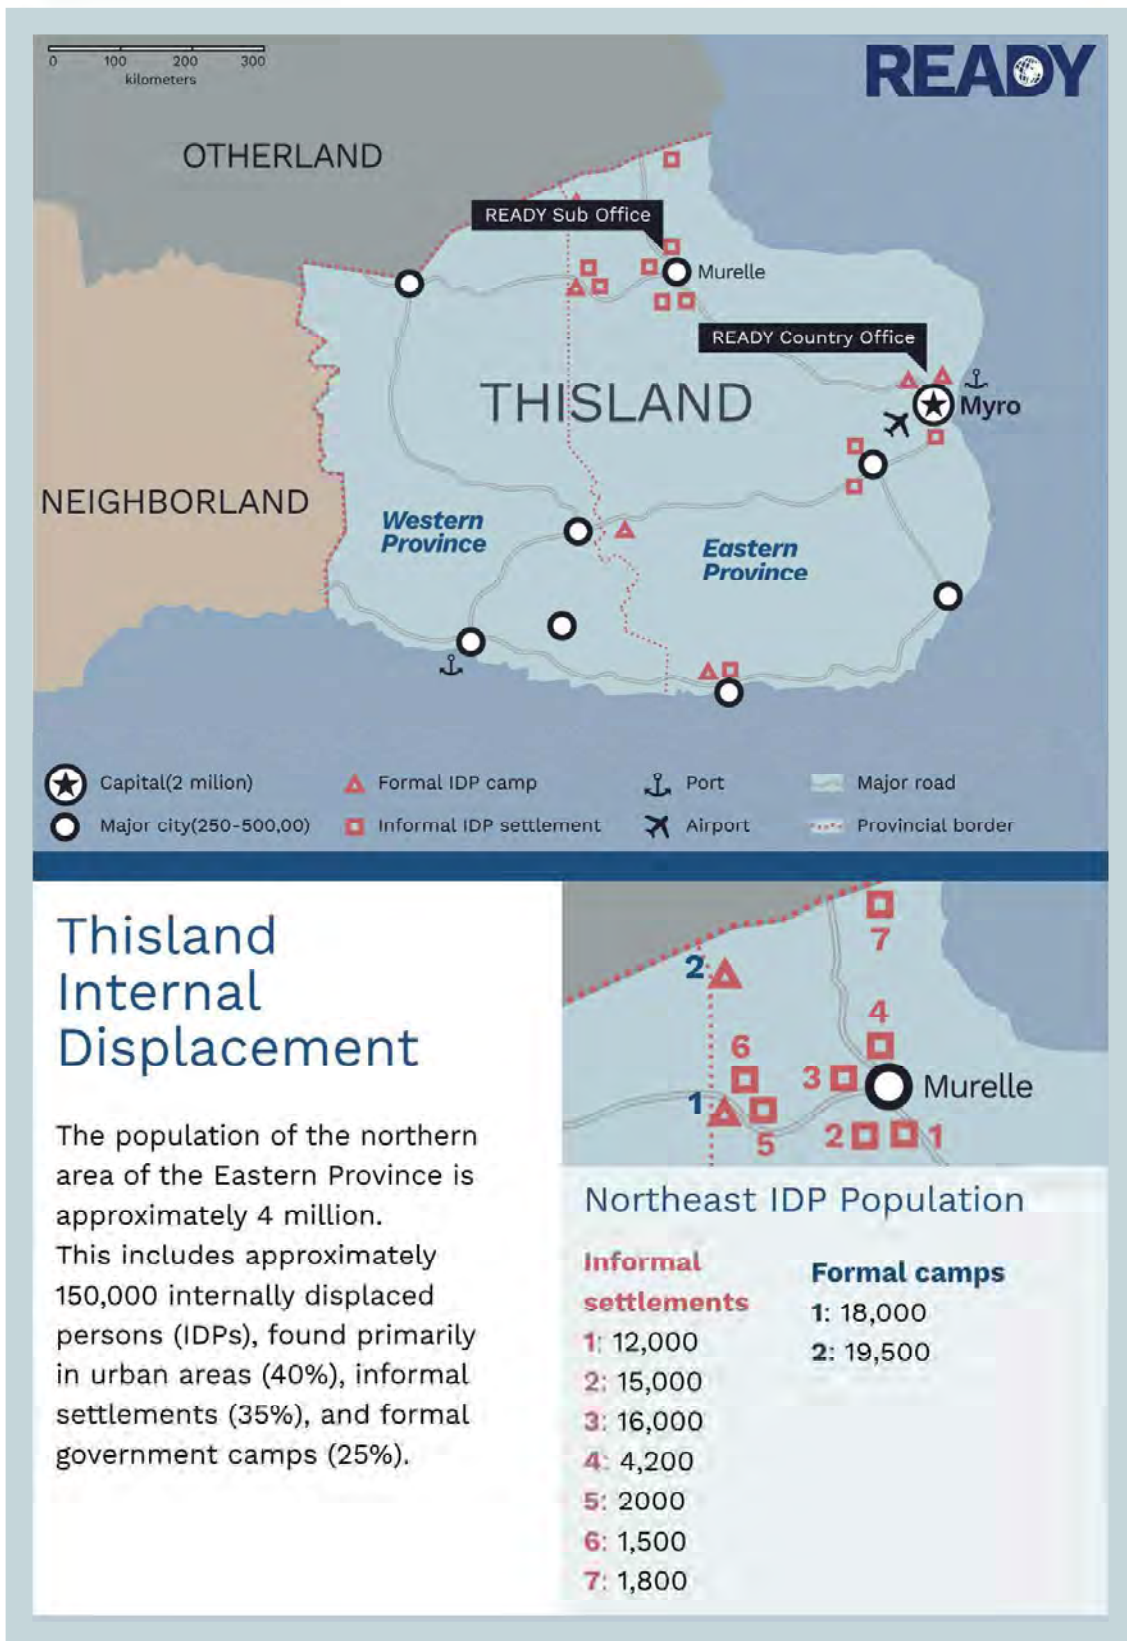 0 100 200 300
kilometers
READY
OTHERLAND
READY Sub Office
Murelle
READY Country Office
THISLAND
Myro
NEIGHBORLAND
Western
Province
Eastern
Province
Capital(2 milion)
Formal IDP camp
Port
Major road
Major city(250-500,00)
Informal IDP settlement
Airport
Provincial border
Thisland
Internal
Displacement
The population of the northern
area of the Eastern Province is
approximately 4 million.
This includes approximately
150,000 internally displaced
persons (IDPs), found primarily
in urban areas (40%), informal
settlements (35%), and formal
government camps (25%).
7
2
4
6
3
Murelle
1
5
2
1
Northeast IDP Population
Informal
settlements
1: 12,000
2: 15,000
3: 16,000
4: 4,200
5: 2000
6: 1,500
7: 1,800
Formal camps
1: 18,000
2: 19,500